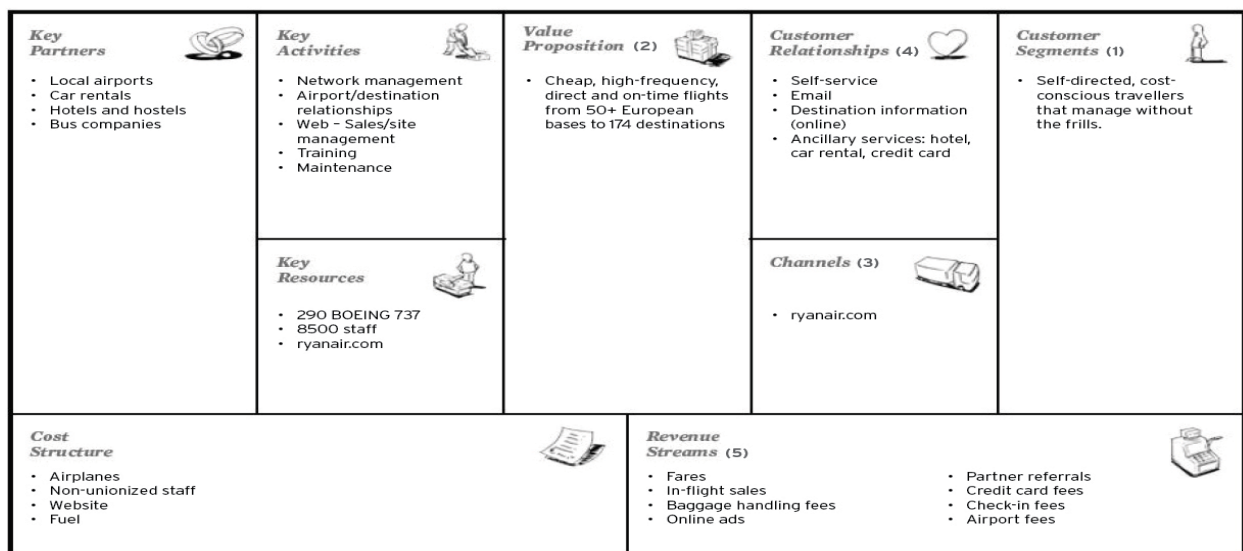 Key
Partners
• Local airports
• Car rentals
• Hotels and hostels
• Bus companies
Key
Activities
• Network management
• Airport/destination
relationships
• Web – Sales/site
management
• Training
• Maintenance
Key
Resources
• 290 BOEING 737
• 8500 staff
• ryanair.com
Value
Proposition (2)
• Cheap, high-frequency,
direct and on-time flights
from 50+ European
bases to 174 destinations
Customer
Relationships (4)
• Self-service
• Email
• Destination information
(online)
• Ancillary services: hotel,
car rental, credit card
Channels (3)
• ryanair.com
Customer
Segments (1)
• Self-directed, cost-
conscious travellers
that manage without
the frills.
Cost
Structure
• Airplanes
• Non-unionized staff
• Website
• Fuel
Revenue
Streams (5)
• Fares
• In-flight sales
• Baggage handling fees
• Online ads
• Partner referrals
• Credit card fees
• Check-in fees
• Airport fees